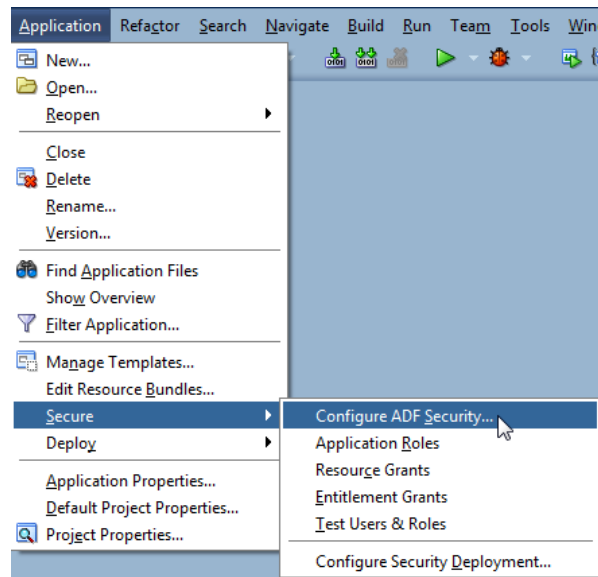 Application Refactor Search Navigate Build Run Team Tools Win
New...
Open...
Reopen
Close
Delete
Rename...
Version...
Find Application Files
Show Overview
Filter Application...
Manage Templates...
Edit Resource Bundles...
Secure
Configure ADF Security...
Deploy
Application Roles
Resource Grants
Application Properties...
Entitlement Grants
Default Project Properties...
Test Users & Roles
Project Properties...
Configure Security Deployment...